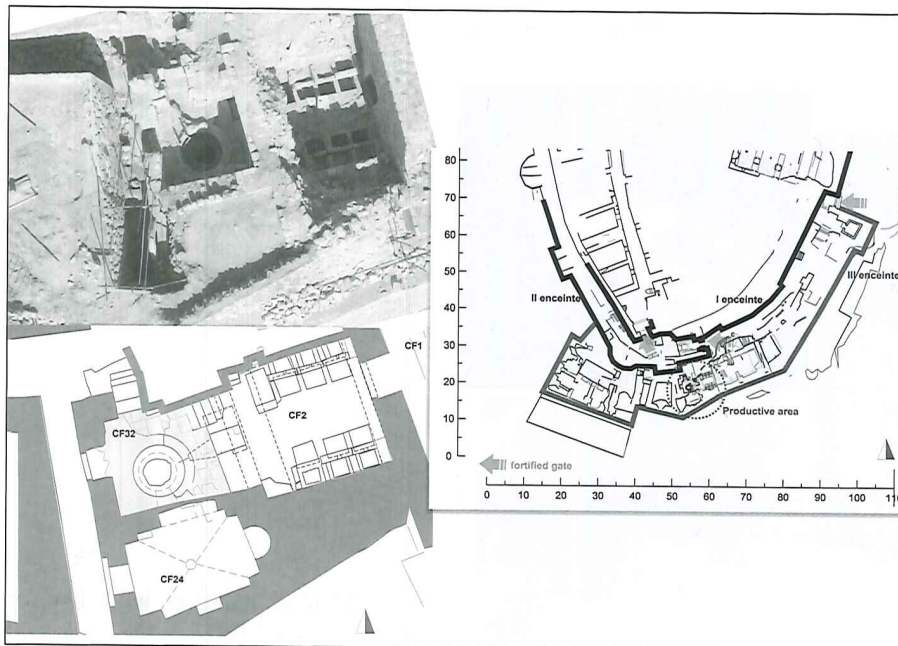 CF1
CF2
CF32
CF24
80
70
60
50
40
30
20
10
0
II enceinte
I enceinte
III enceinte
Productive area
fortified gate
0 10 20 30 40 50 60 70 80 90 100 110